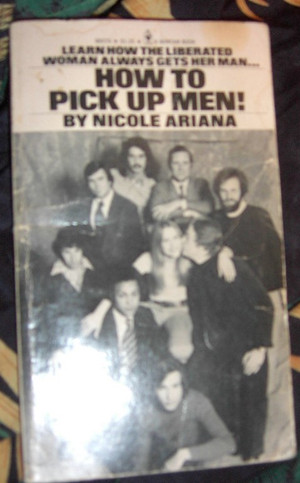 LEARN HOW THE LIBERATED
WOMAN ALWAYS GETS HER MAN...
HOW TO
PICK UP MEN!
BY NICOLE ARIANA